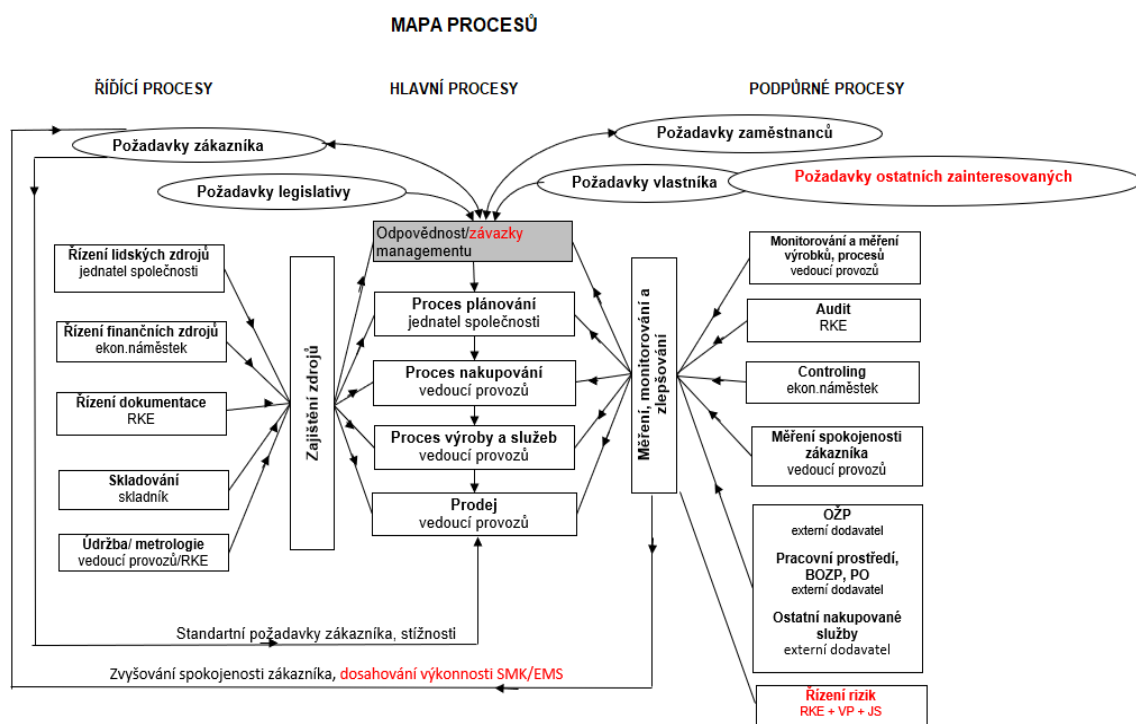 MAPA PROCESŮ
ŘÍDÍCÍ PROCESY
HLAVNÍ PROCESY
PODPŮRNÉ PROCESY
Požadavky zákazníka
Požadavky zaměstnanců
Požadavky legislativy
Požadavky vlastníka
Požadavky ostatních zainteresovaných
Odpovědnost/závazky
managementu
Řízení lidských zdrojů
jednatel společnosti
Řízení finančních zdrojů
ekon.náměstek
Řízení dokumentace
RKE
Skladování
skladník
Údržba/ metrologie
vedoucí provozů/RKE
Zajištění zdrojů
Proces plánování
jednatel společnosti
Proces nakupování
vedoucí provozů
Proces výroby a služeb
vedoucí provozů
Prodej
vedoucí provozů
Měření, monitorování a
zlepšování
Monitorování a měření
výrobků, procesů
vedoucí provozů
Audit
RKE
Controling
ekon.náměstek
Měření spokojenosti
zákazníka
vedoucí provozů
OŽP
externí dodavatel
Pracovní prostředí,
BOZP, PO
externí dodavatel
Ostatní nakupované
služby
externí dodavatel
Řízení rizik
RKE + VP + JS
Standartní požadavky zákazníka, stížnosti
Zvyšování spokojenosti zákazníka, dosahování výkonnosti SMK/EMS